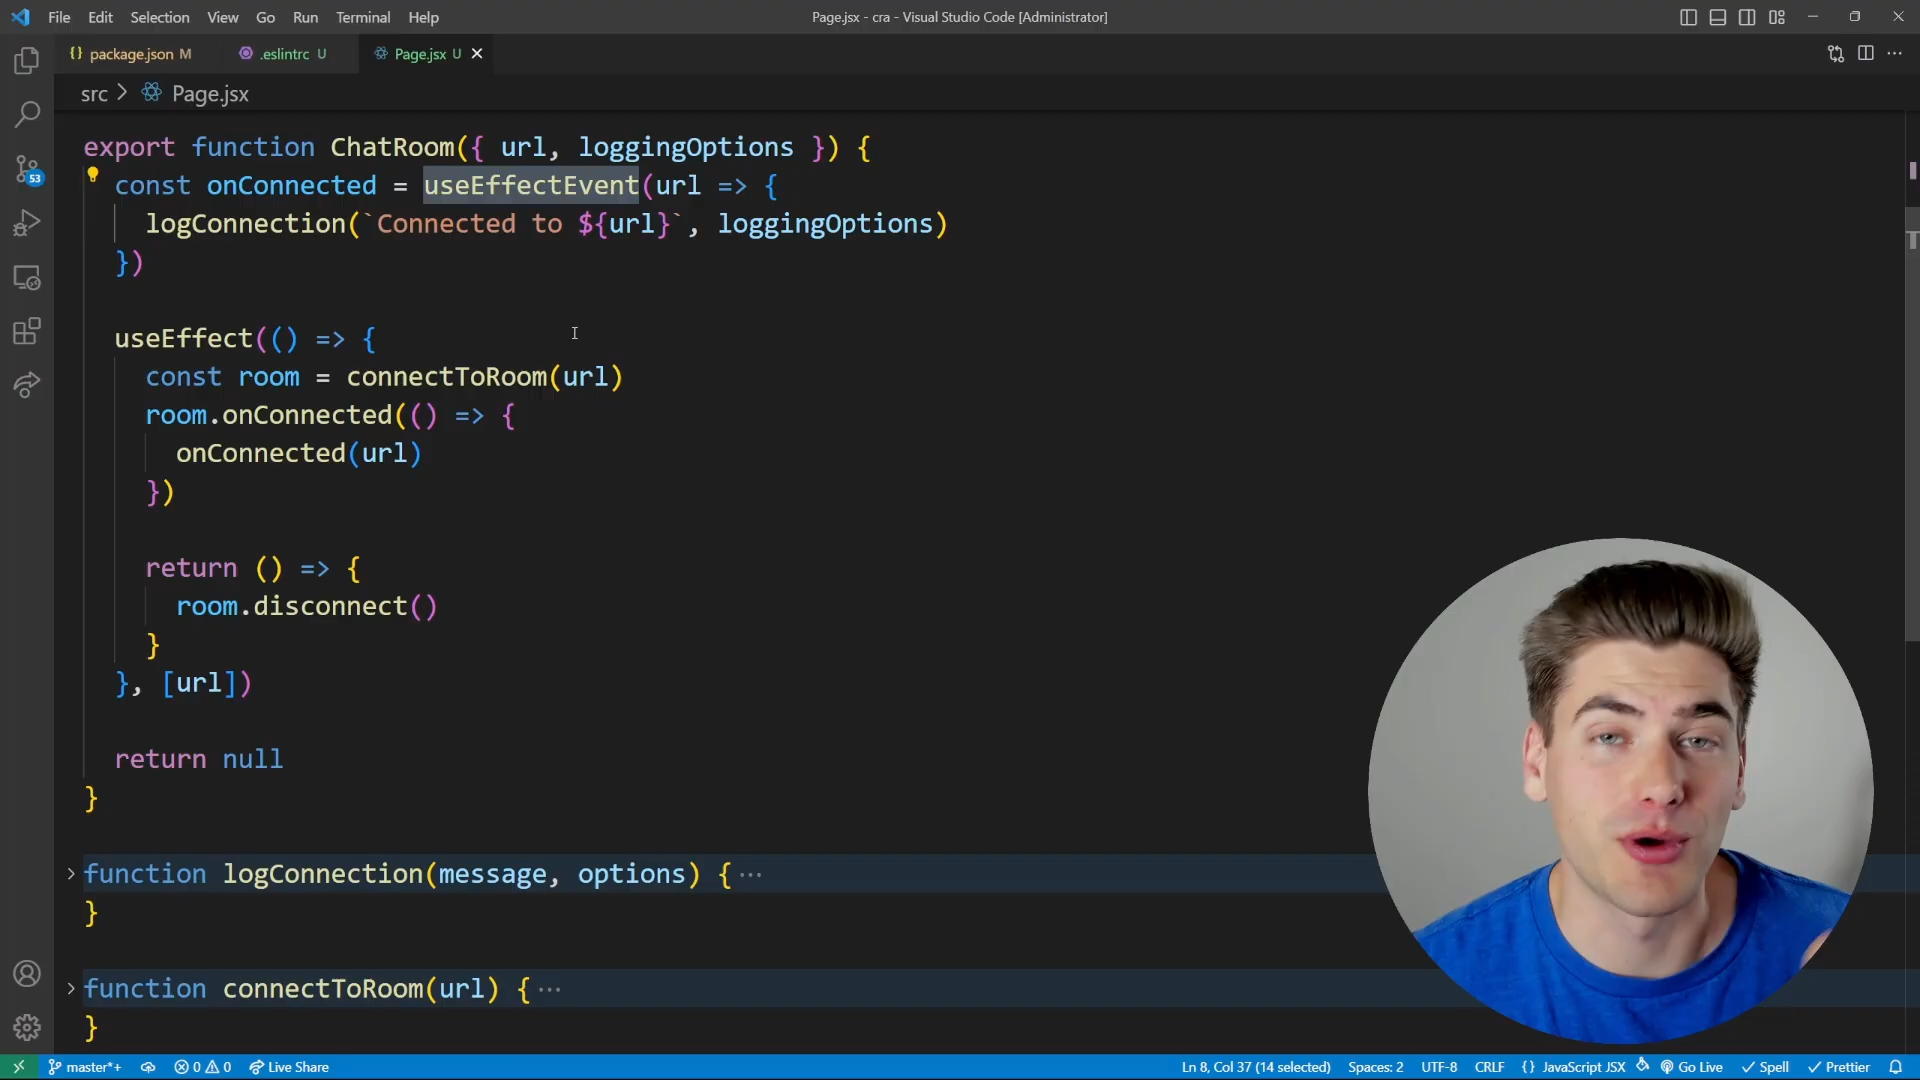 File Edit Selection View Go Run Terminal Help
Page.jsx - cra - Visual Studio Code [Administrator]
{} package.json M
.eslintrc U
Page.jsx U
src > Page.jsx
export function ChatRoom({ url, loggingOptions }) {
const onConnected = useEffectEvent(url => {
logConnection(`Connected to ${url}`, loggingOptions)
})
useEffect(() => {
const room = connectToRoom(url)
room.onConnected(() => {
onConnected(url)
})
return () => {
room.disconnect()
}
}, [url])
return null
}
function logConnection(message, options) {···
}
function connectToRoom(url) {···
}
53
master*+ 0 0 Live Share
Ln 8, Col 37 (14 selected) Spaces: 2 UTF-8 CRLF {} JavaScript JSX Go Live Spell Prettier